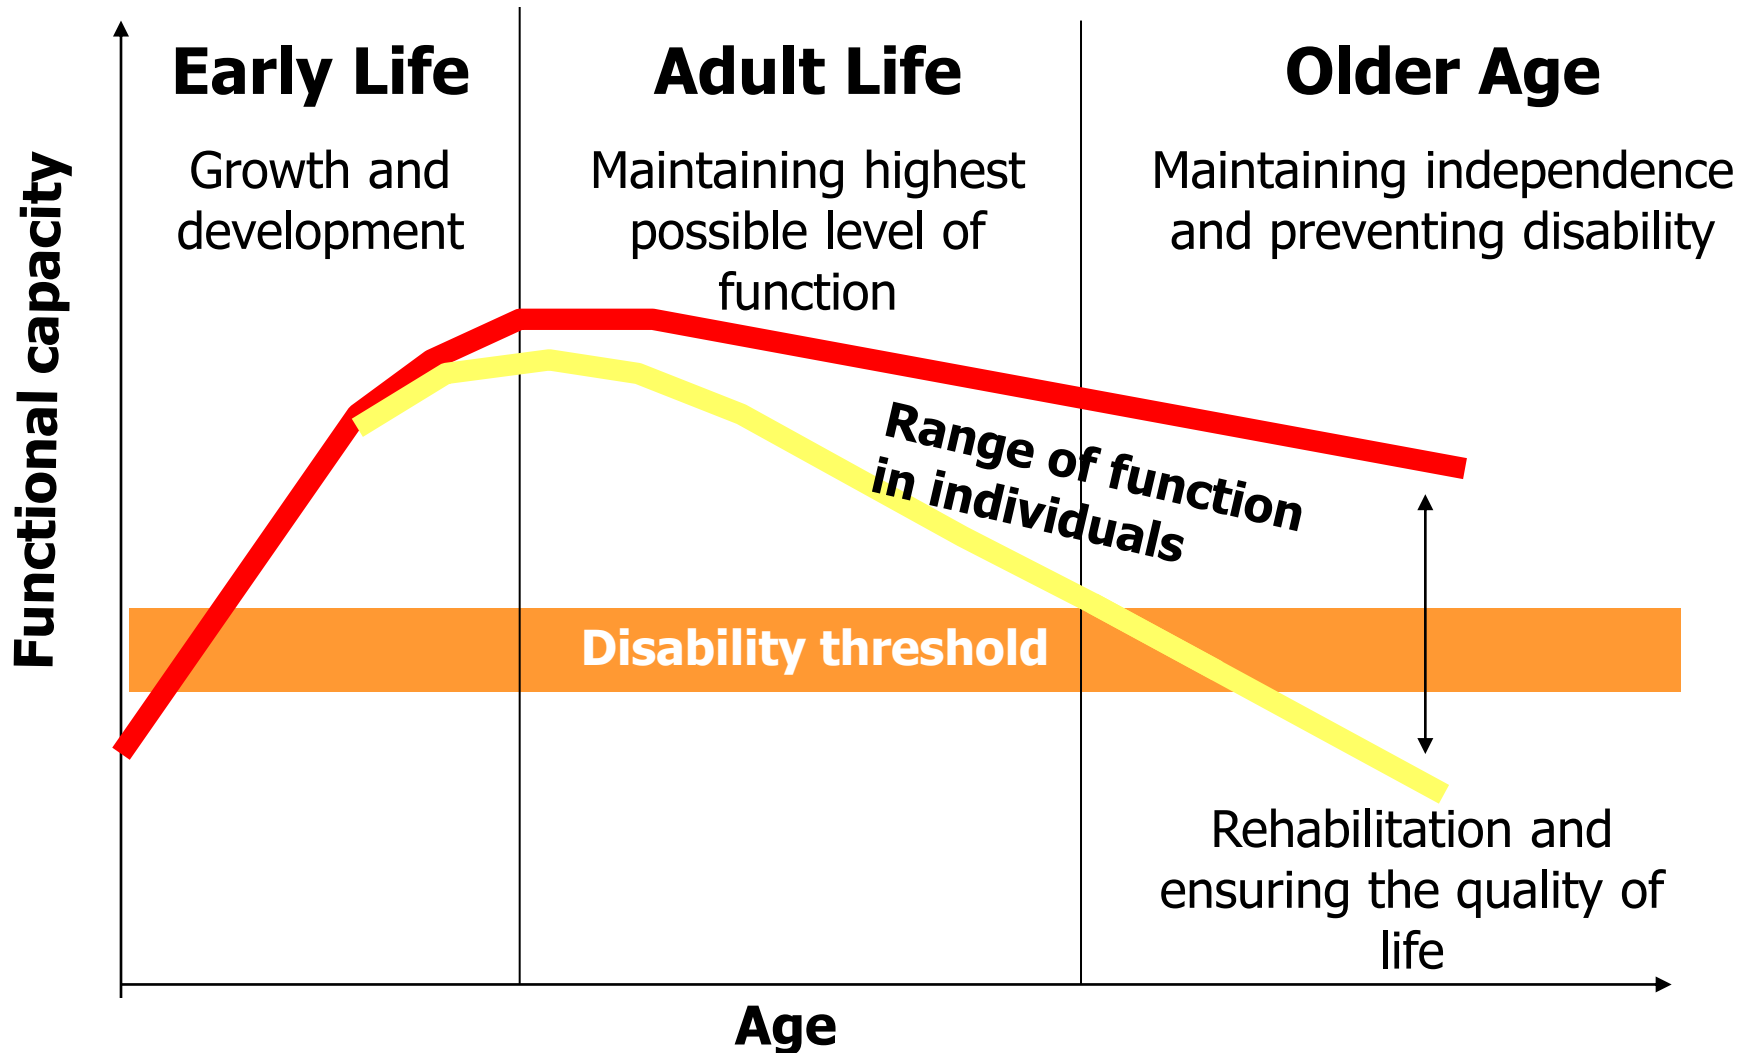 Early Life
Adult Life
Older Age
Growth and
development
Maintaining highest
possible level of
function
Maintaining independence
and preventing disability
Functional capacity
Range of function
in individuals
Disability threshold
Rehabilitation and
ensuring the quality of
life
Age